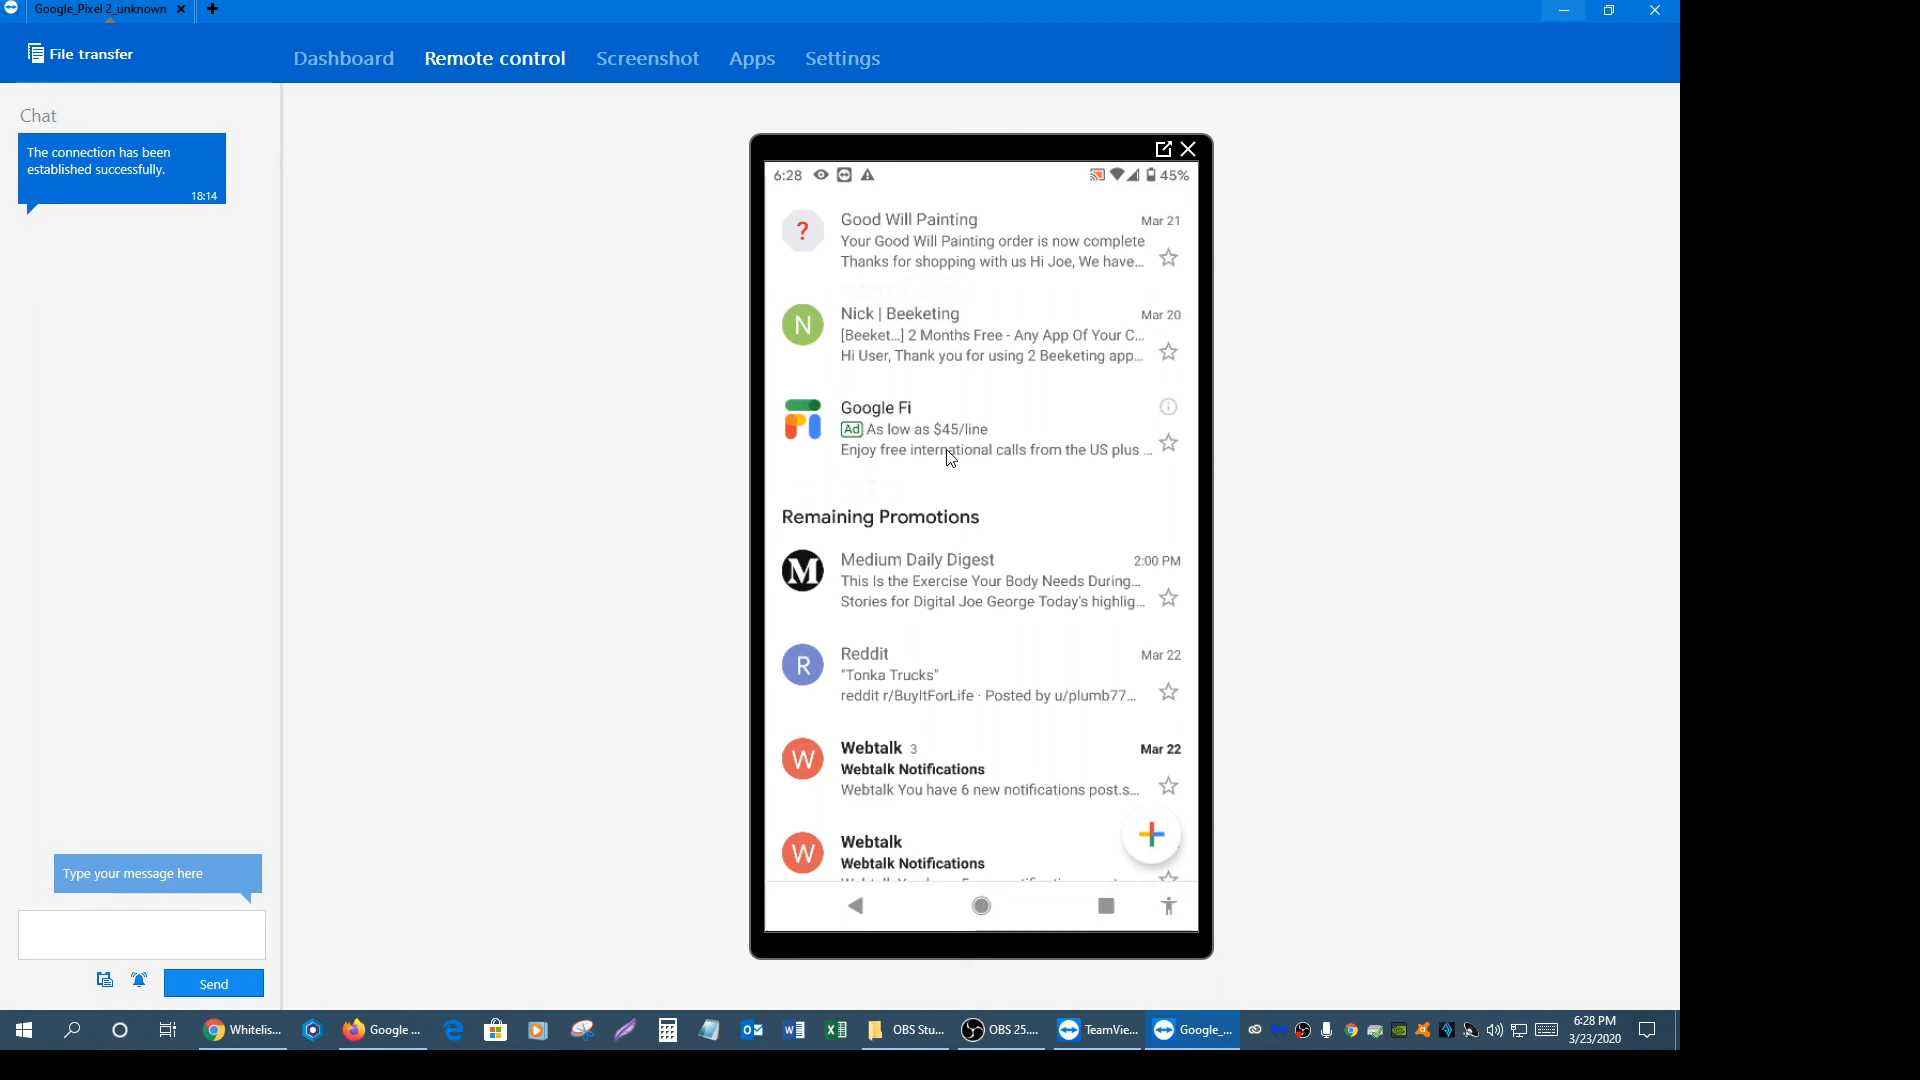 Google_Pixel 2_unknown
File transfer
Dashboard
Remote control
Screenshot
Apps
Settings
Chat
The connection has been
established successfully.
18:14
6:28
45%
Good Will Painting
Mar 21
Your Good Will Painting order is now complete
Thanks for shopping with us Hi Joe, We have...
Nick | Beeketing
Mar 20
[Beeket...] 2 Months Free - Any App Of Your C...
Hi User, Thank you for using 2 Beeketing app...
Google Fi
Ad As low as $45/line
Enjoy free international calls from the US plus ...
Remaining Promotions
Medium Daily Digest
2:00 PM
This Is the Exercise Your Body Needs During...
Stories for Digital Joe George Today's highlig...
Reddit
Mar 22
"Tonka Trucks"
reddit r/BuyItForLife · Posted by u/plumb77...
Webtalk 3
Mar 22
Webtalk Notifications
Webtalk You have 6 new notifications post.s...
Webtalk
Webtalk Notifications
Type your message here
Send
Whitelis...
Google ...
OBS Stu...
OBS 25....
TeamVie...
Google_...
6:28 PM
3/23/2020